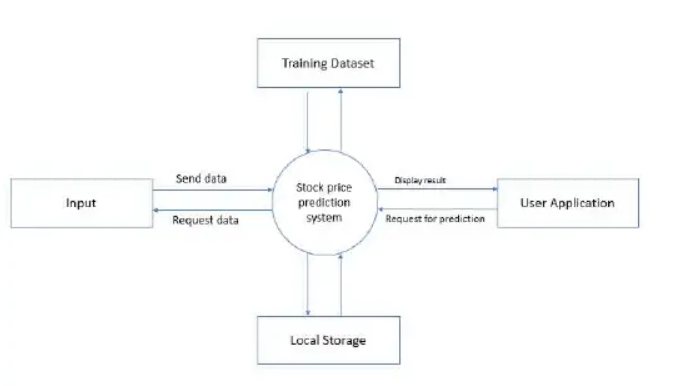 Training Dataset
Send data
Stock price
prediction
system
Display result
Input
User Application
Request data
Request for prediction
Local Storage